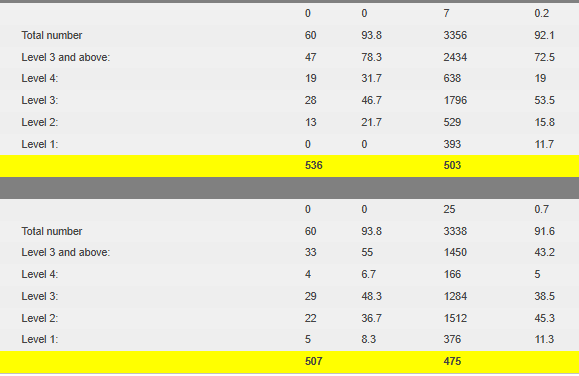 0 0 7 0.2
Total number 60 93.8 3356 92.1
Level 3 and above: 47 78.3 2434 72.5
Level 4: 19 31.7 638 19
Level 3: 28 46.7 1796 53.5
Level 2: 13 21.7 529 15.8
Level 1: 0 0 393 11.7
536 503
0 0 25 0.7
Total number 60 93.8 3338 91.6
Level 3 and above: 33 55 1450 43.2
Level 4: 4 6.7 166 5
Level 3: 29 48.3 1284 38.5
Level 2: 22 36.7 1512 45.3
Level 1: 5 8.3 376 11.3
507 475